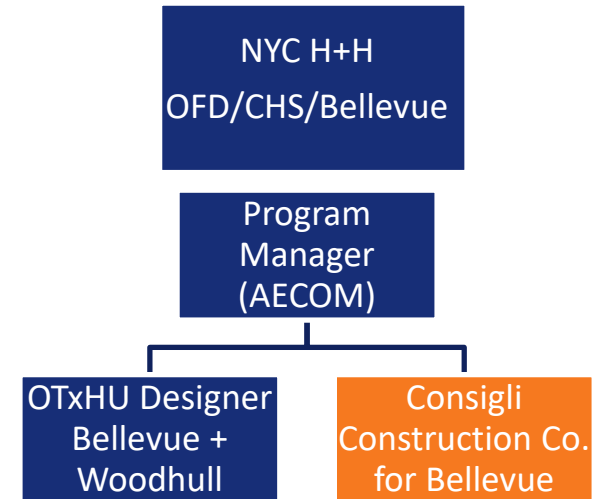 NYC H+H
OFD/CHS/Bellevue
Program
Manager
(AECOM)
OTxHU Designer
Bellevue +
Woodhull
Consigli
Construction Co.
for Bellevue